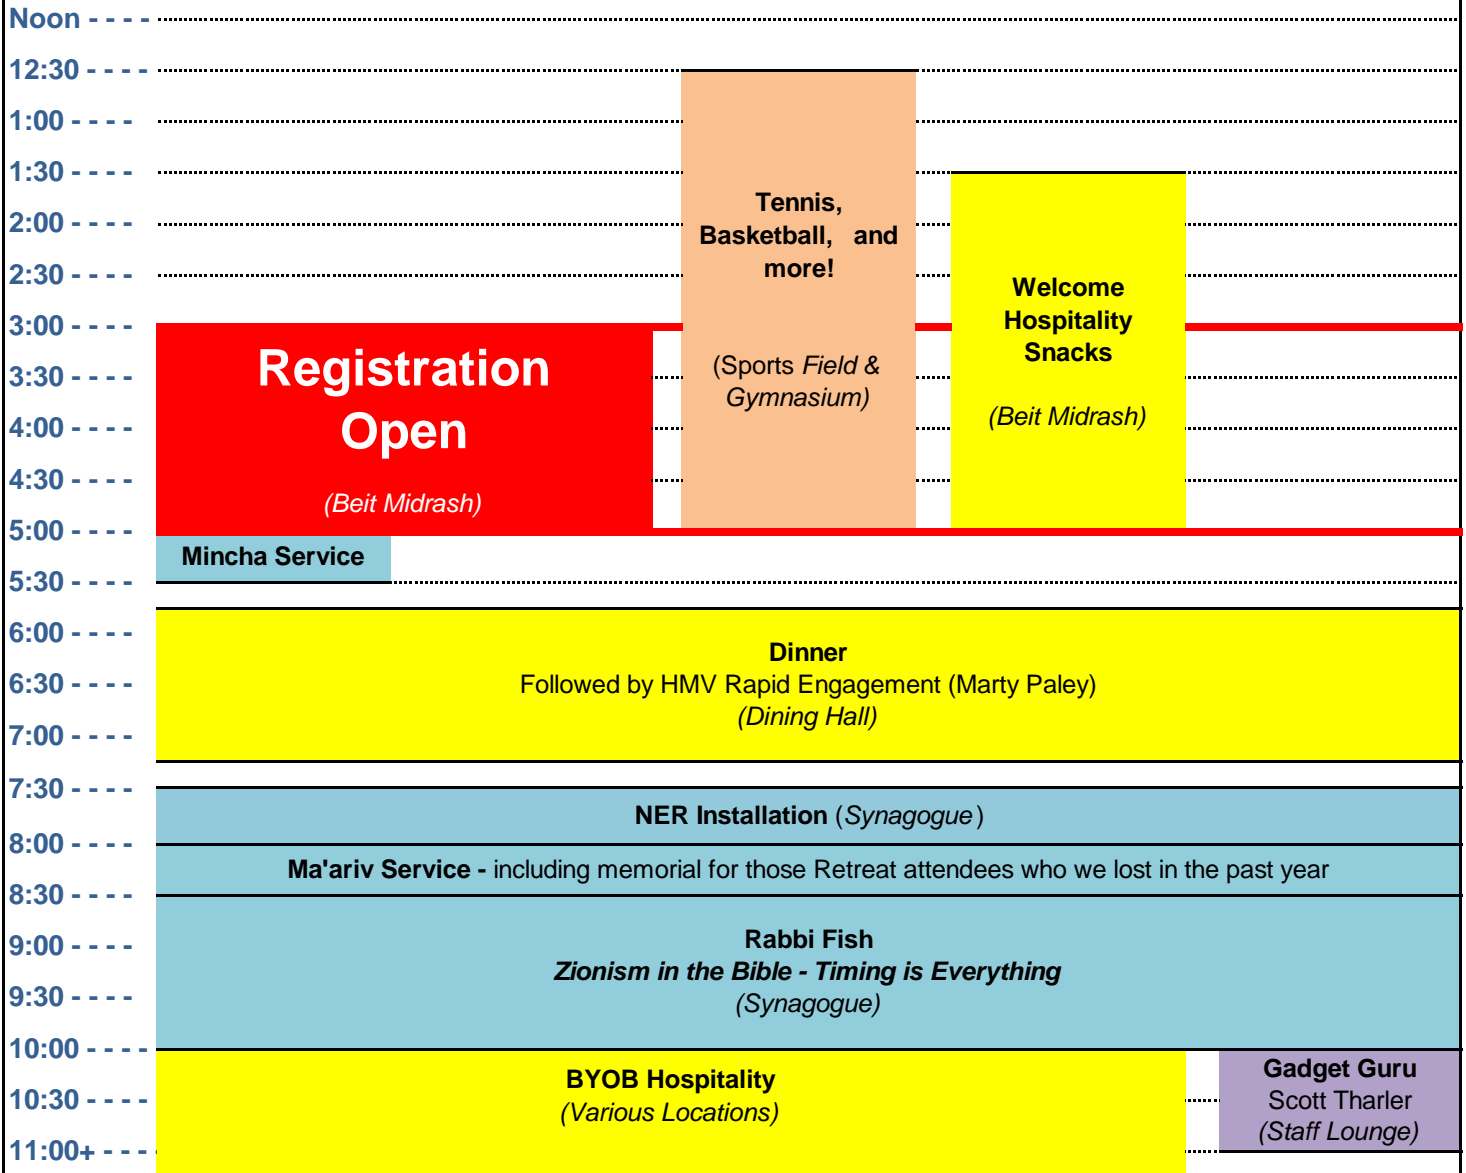 Noon - - - -
12:30 - - - -
1:00 - - - -
1:30 - - - -
2:00 - - - -
2:30 - - - -
3:00 - - - -
3:30 - - - -
4:00 - - - -
4:30 - - - -
5:00 - - - -
5:30 - - - -
6:00 - - - -
6:30 - - - -
7:00 - - - -
7:30 - - - -
8:00 - - - -
8:30 - - - -
9:00 - - - -
9:30 - - - -
10:00 - - - -
10:30 - - - -
11:00+ - - - -
Tennis,
Basketball, and
more!
(Sports Field &
Gymnasium)
Welcome
Hospitality
Snacks
(Beit Midrash)
Registration
Open
(Beit Midrash)
Mincha Service
Dinner
Followed by HMV Rapid Engagement (Marty Paley)
(Dining Hall)
NER Installation (Synagogue)
Ma'ariv Service - including memorial for those Retreat attendees who we lost in the past year
Rabbi Fish
Zionism in the Bible - Timing is Everything
(Synagogue)
BYOB Hospitality
(Various Locations)
Gadget Guru
Scott Tharler
(Staff Lounge)